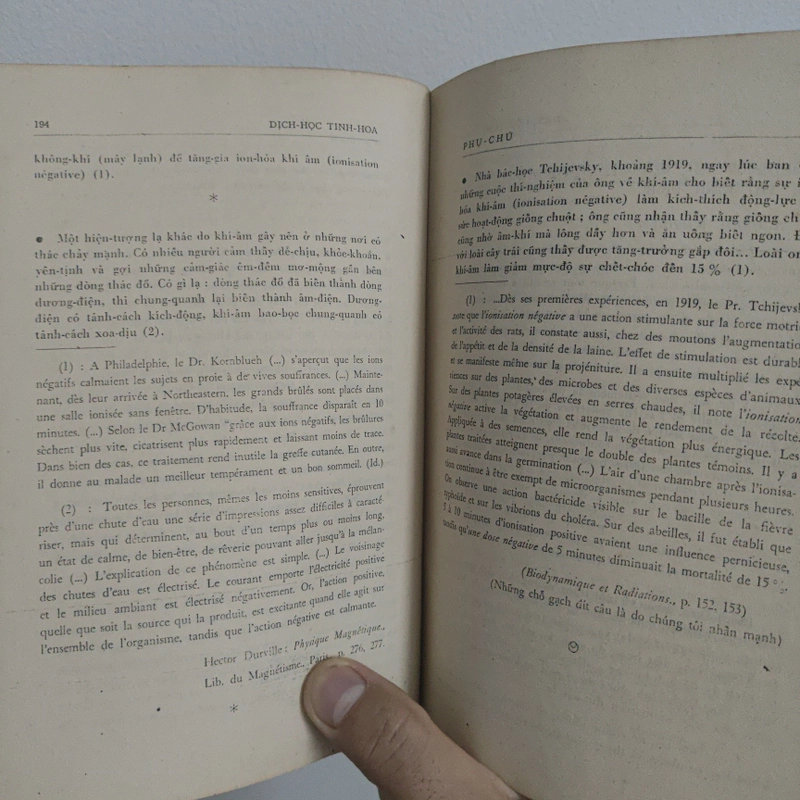 194 DỊCH-HỌC TINH-HOA
không-khí (máy lạnh) để tăng-gia ion-hóa khí âm (ionisation
négative) (1).
*
● Một hiện-tượng lạ khác do khí-âm gây nên ở những nơi có
thác chảy mạnh. Có nhiều người cảm thấy dễ-chịu, khỏe-khoắn,
yên-tịnh và gợi những cảm-giác êm-đềm mơ-mộng gần bên
những dòng thác đổ. Có gì lạ : dòng thác đổ đã biến thành dòng
dương-điện, thì chung-quanh lại biến thành âm-điện. Dương-
điện có tánh-cách kích-động, khí-âm bao-bọc chung-quanh có
tánh-cách xoa-dịu (2).
(1) : A Philadelphie, le Dr. Kornblueh (...) s'aperçut que les ions
négatifs calmaient les sujets en proie à de vives souffrances. (...) Mainte-
nant, dès leur arrivée à Northeastern, les grands brûlés sont placés dans
une salle ionisée sans fenêtre. D'habitude, la souffrance disparaît en 10
minutes. (...) Selon le Dr McGowan "grâce aux ions négatifs, les brûlures
sèchent plus vite, cicatrisent plus rapidement et laissant moins de trace.
Dans bien des cas, ce traitement rend inutile la greffe cutanée. En outre,
il donne au malade un meilleur tempérament et un bon sommeil. (Id.)
(2) : Toutes les personnes, mêmes les moins sensitives, éprouvent
près d'une chute d'eau une série d'impressions assez difficiles à caracté
riser, mais qui déterminent, au bout d'un temps plus ou moins long,
un état de calme, de bien-être, de rêverie pouvant aller jusqu'à la mélan-
colie (...) L'explication de ce phénomène est simple. (...) Le voisinage
des chutes d'eau est électrisé. Le courant emporte l'électricité positive
et le milieu ambiant est électrisé négativement. Or, l'action positive,
quelle que soit la source qui la produit, est excitante quand elle agit sur
l'ensemble de l'organisme, tandis que l'action négative est calmante.
Hector Durville : Physique Magnétique.,
Lib. du Magnétisme., Paris., p. 276, 277.
*
PHỤ-CHÚ
● Nhà bác-học Tchijevsky, khoảng 1919, ngay lúc ban
những cuộc thí-nghiệm của ông về khí-âm cho biết rằng sự i
hóa khí-âm (ionisation négative) làm kích-thích động-lực
sức hoạt-động giống chuột ; ông cũng nhận thấy rằng giống ch
cũng nhờ âm-khí mà lông dầy hơn và ăn uống biết ngon. Đ
với loài cây trái cũng thấy được tăng-trưởng gấp đôi... Loài on
khí-âm làm giảm mực-độ sự chết-chóc đến 15 % (1).
(1) : ...Dès ses premières expériences, en 1919, le Pr. Tchijevsk
note que l'ionisation négative a une action stimulante sur la force motri
et l'activité des rats, il constate aussi, chez des moutons l'augmentatio
de l'appétit et de la densité de la laine. L'effet de stimulation est durabl
et se manifeste même sur la projéniture. Il a ensuite multiplié les expé
riences sur des plantes, des microbes et des diverses espèces d'animaux
Sur des plantes potagères élevées en serres chaudes, il note l'ionisation
négative active la végétation et augmente le rendement de la récolte.
Appliquée à des semences, elle rend la végétation plus énergique. Les
plantes traitées atteignent presque le double des plantes témoins. Il y a
aussi avance dans la germination (...) L'air d'une chambre après l'ionisa-
tion continue à être exempt de microorganismes pendant plusieurs heures.
On observe une action bactéricide visible sur le bacille de la fièvre
typhoïde et sur les vibrions du choléra. Sur des abeilles, il fut établi que
5 à 10 minutes d'ionisation positive avaient une influence pernicieuse,
tandis qu'une dose négative de 5 minutes diminuait la mortalité de 15 %.
(Biodynamique et Radiations., p. 152, 153)
(Những chỗ gạch đít câu là do chúng tôi nhấn mạnh)